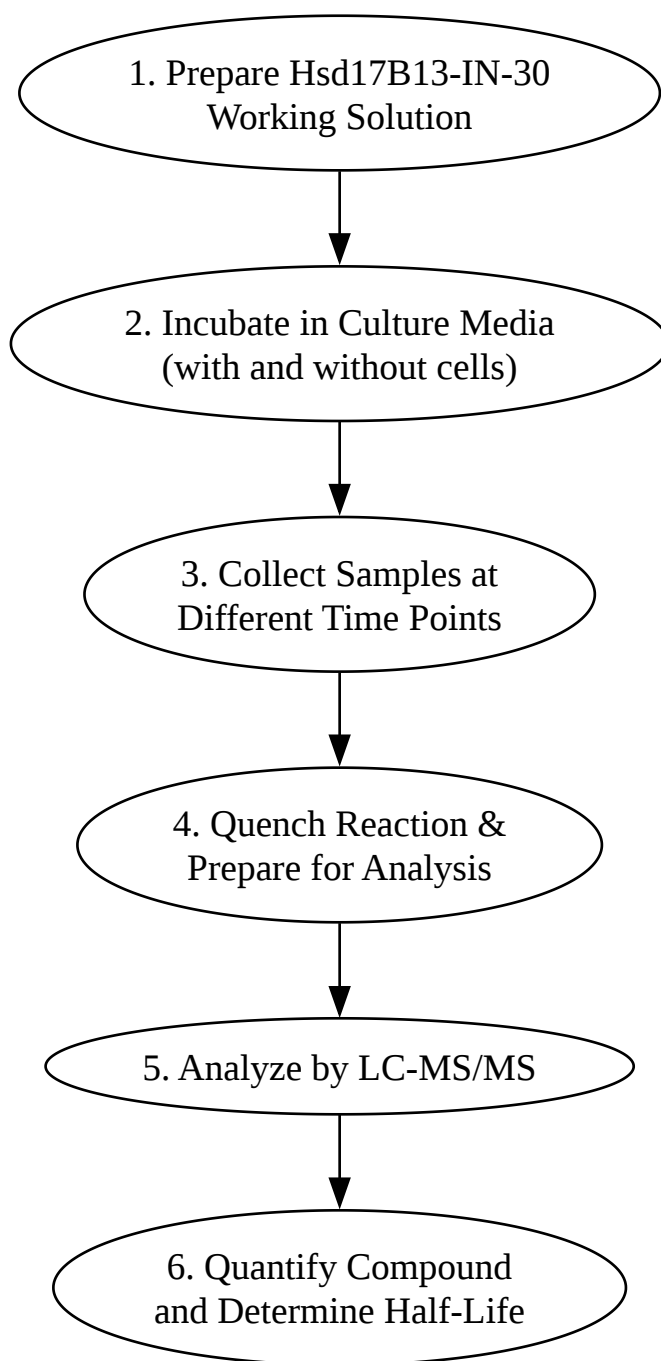 1. Prepare Hsd17B13-IN-30
Working Solution
2. Incubate in Culture Media
(with and without cells)
3. Collect Samples at
Different Time Points
4. Quench Reaction &
Prepare for Analysis
5. Analyze by LC-MS/MS
6. Quantify Compound
and Determine Half-Life